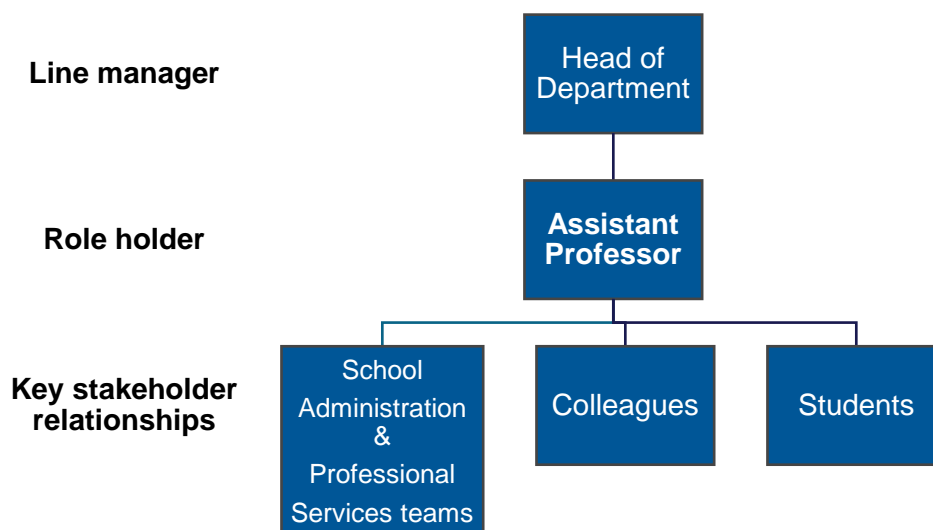 Line manager
Head of
Department
Role holder
Assistant
Professor
Key stakeholder
relationships
School
Administration
&
Professional
Services teams
Colleagues
Students